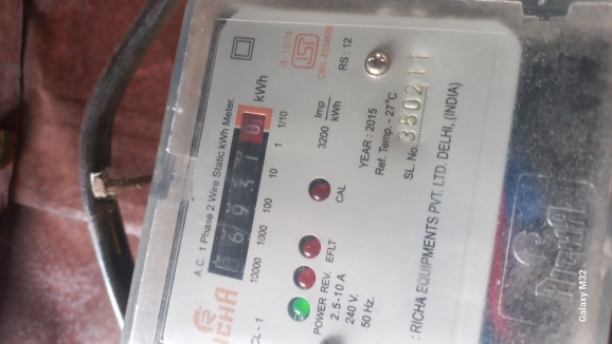 RICHA
CL - 1
A.C. 1 Phase 2 Wire Static kWh Meter.
6931
kWh
10000 1000 100 10 1 1/10
POWER REV. EFLT
CAL
3200 Imp
kWh
2.5-10 A
240 V.
50 Hz.
YEAR : 2015
Ref. Temp. - 27°C
SL. No. 350211
RS : 12
: RICHA EQUIPMENTS PVT. LTD. DELHI, (INDIA)
Galaxy M32